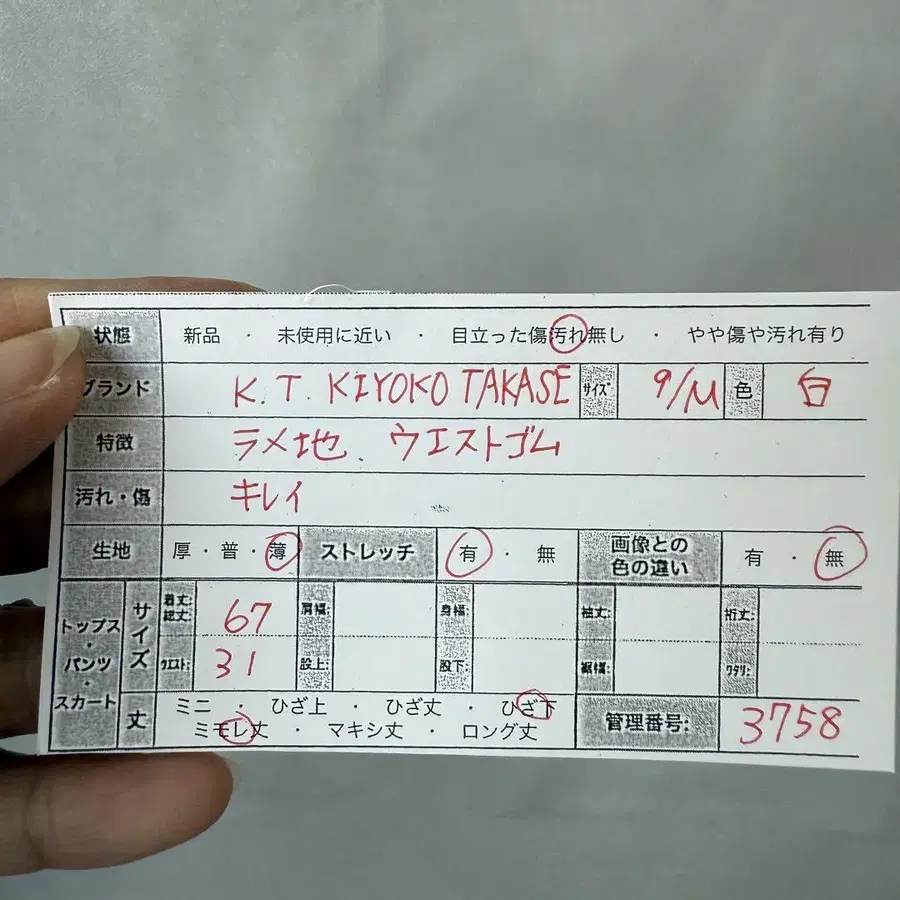 状態 新品 ・ 未使用に近い ・ 目立った傷汚れ無し ・ やや傷や汚れ有り
ブランド K.T. KIYOKO TAKASE サイズ 9/M 色 白
特徴 ラメ地、ウエストゴム
汚れ・傷 キレイ
生地 厚・普・薄 ストレッチ 有 ・ 無 画像との色の違い 有 ・ 無
トップス・パンツ・スカート サイズ 着丈: 総丈: 67 肩幅: 身幅: 袖丈: 裄丈:
ウエスト: 31 股上: 股下: 裾幅: ワタリ:
丈 ミニ ・ ひざ上 ・ ひざ丈 ・ ひざ下
ミモレ丈 ・ マキシ丈 ・ ロング丈 管理番号: 3758